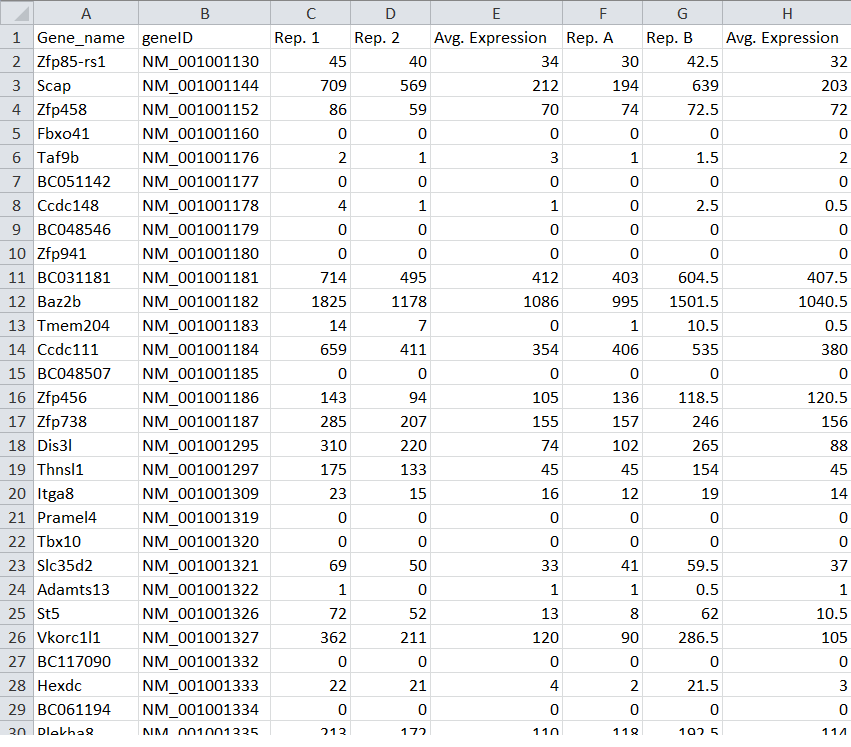 A B C D E F G H
1 Gene_name geneID Rep. 1 Rep. 2 Avg. Expression Rep. A Rep. B Avg. Expression
2 Zfp85-rs1 NM_001001130 45 40 34 30 42.5 32
3 Scap NM_001001144 709 569 212 194 639 203
4 Zfp458 NM_001001152 86 59 70 74 72.5 72
5 Fbxo41 NM_001001160 0 0 0 0 0 0
6 Taf9b NM_001001176 2 1 3 1 1.5 2
7 BC051142 NM_001001177 0 0 0 0 0 0
8 Ccdc148 NM_001001178 4 1 1 0 2.5 0.5
9 BC048546 NM_001001179 0 0 0 0 0 0
10 Zfp941 NM_001001180 0 0 0 0 0 0
11 BC031181 NM_001001181 714 495 412 403 604.5 407.5
12 Baz2b NM_001001182 1825 1178 1086 995 1501.5 1040.5
13 Tmem204 NM_001001183 14 7 0 1 10.5 0.5
14 Ccdc111 NM_001001184 659 411 354 406 535 380
15 BC048507 NM_001001185 0 0 0 0 0 0
16 Zfp456 NM_001001186 143 94 105 136 118.5 120.5
17 Zfp738 NM_001001187 285 207 155 157 246 156
18 Dis3l NM_001001295 310 220 74 102 265 88
19 Thnsl1 NM_001001297 175 133 45 45 154 45
20 Itga8 NM_001001309 23 15 16 12 19 14
21 Pramel4 NM_001001319 0 0 0 0 0 0
22 Tbx10 NM_001001320 0 0 0 0 0 0
23 Slc35d2 NM_001001321 69 50 33 41 59.5 37
24 Adamts13 NM_001001322 1 0 1 1 0.5 1
25 St5 NM_001001326 72 52 13 8 62 10.5
26 Vkorc1l1 NM_001001327 362 211 120 90 286.5 105
27 BC117090 NM_001001332 0 0 0 0 0 0
28 Hexdc NM_001001333 22 21 4 2 21.5 3
29 BC061194 NM_001001334 0 0 0 0 0 0
30 Plekha8 NM_001001335 213 172 110 118 192.5 114